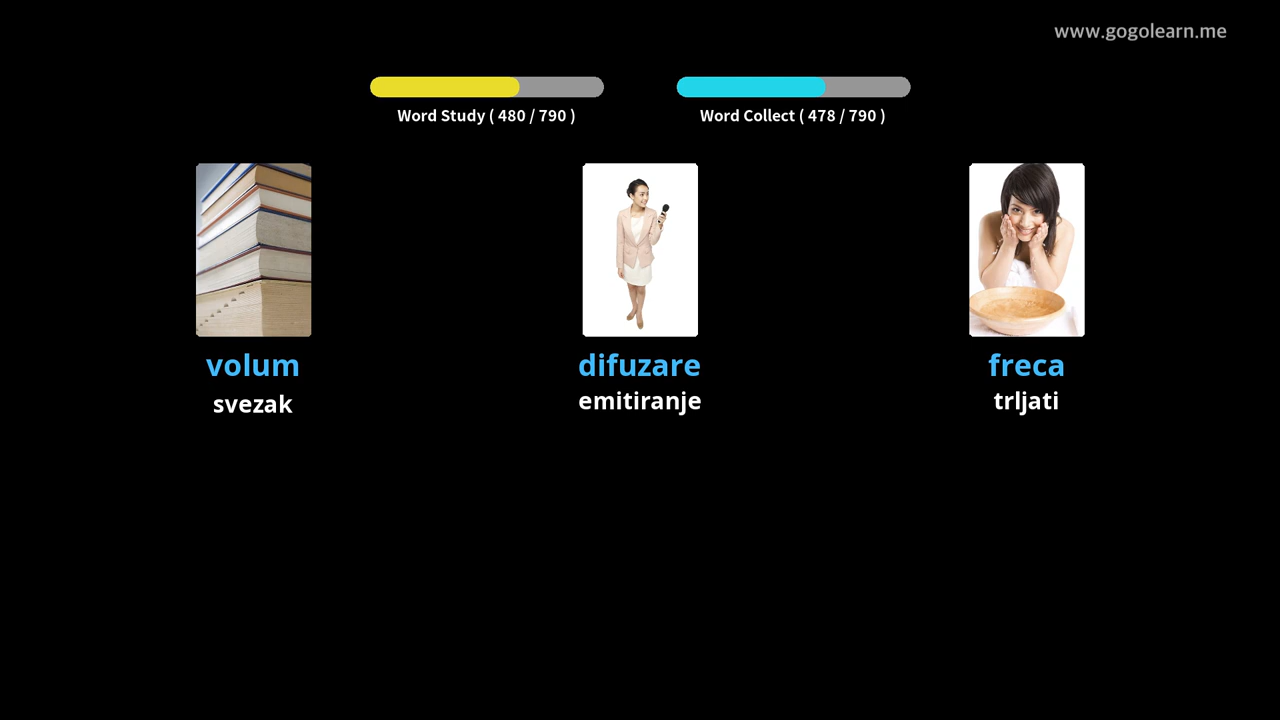 www.gogolearn.me
Word Study ( 480 / 790 )
Word Collect ( 478 / 790 )
volum
svezak
difuzare
emitiranje
freca
trljati